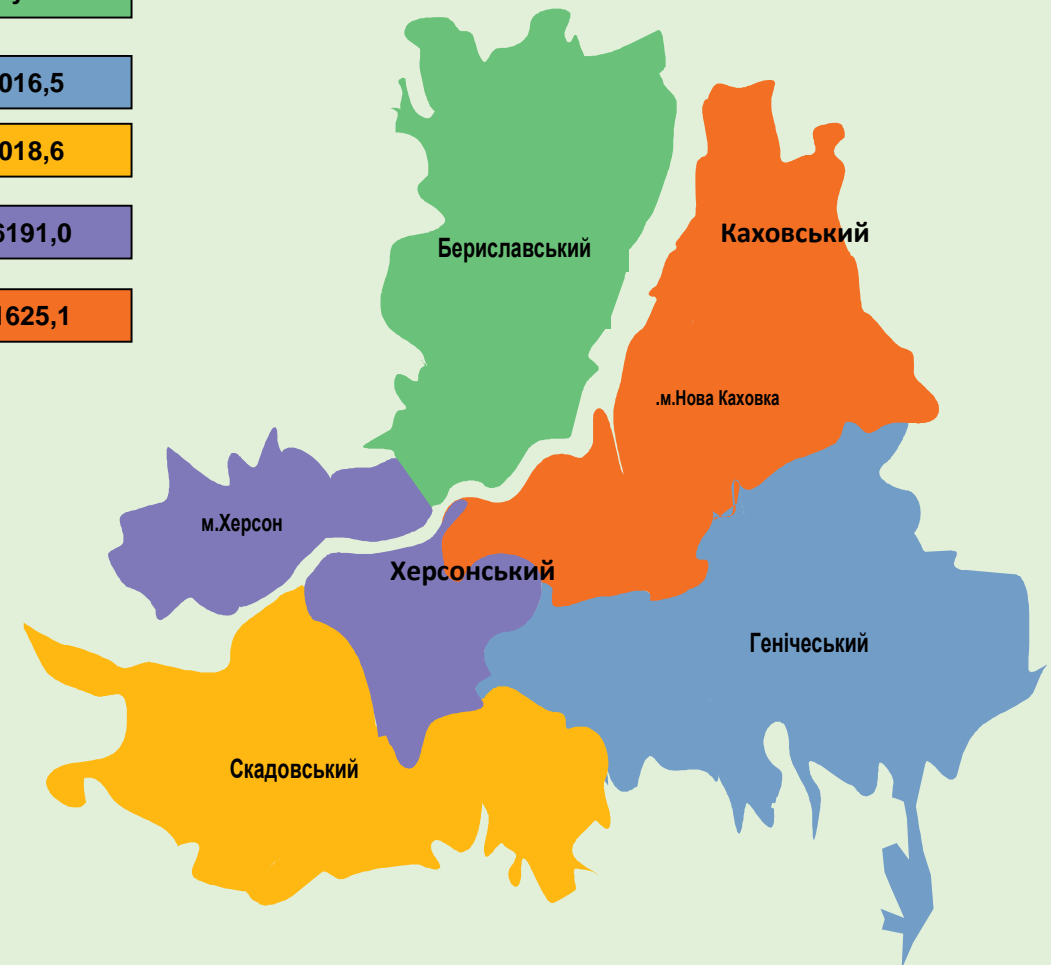 016,5
018,6
6191,0
1625,1
Бериславський
Каховський
.м.Нова Каховка
м.Херсон
Херсонський
Генічеський
Скадовський